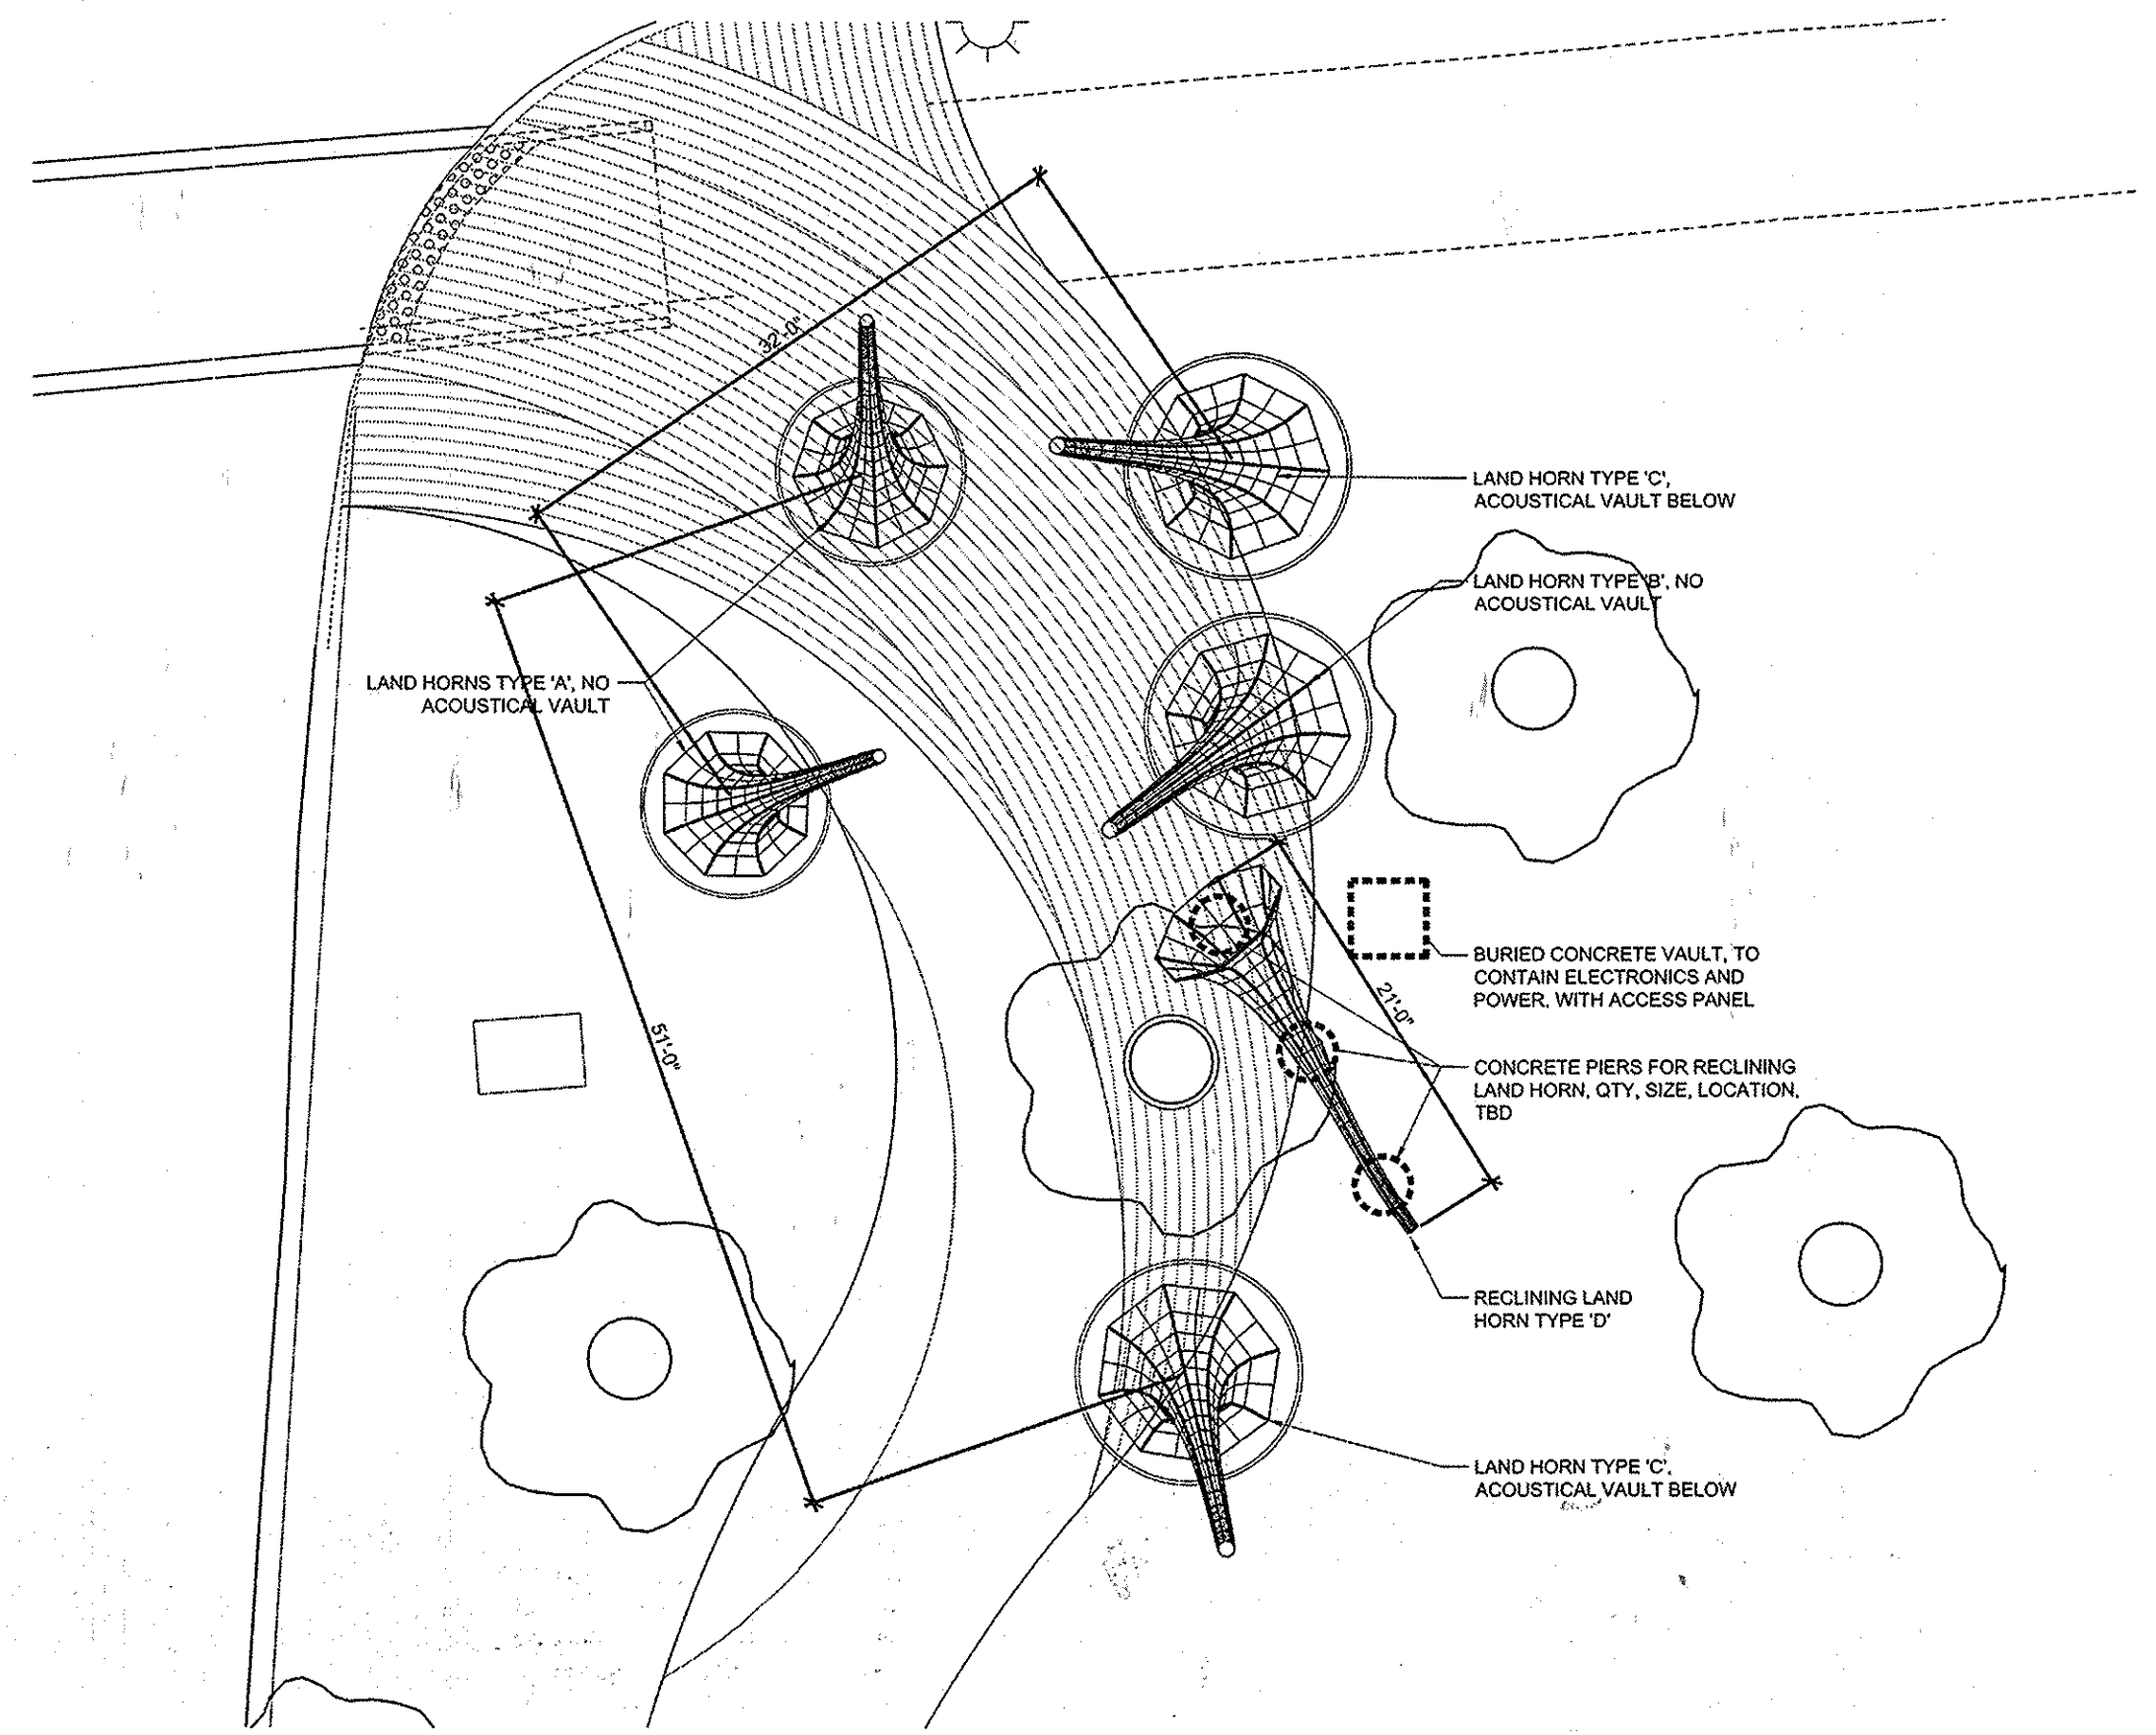 32'-0"
LAND HORN TYPE 'C',
ACOUSTICAL VAULT BELOW
LAND HORN TYPE 'B', NO
ACOUSTICAL VAULT
LAND HORNS TYPE 'A', NO
ACOUSTICAL VAULT
BURIED CONCRETE VAULT, TO
CONTAIN ELECTRONICS AND
POWER, WITH ACCESS PANEL
21'-0"
51'-0"
CONCRETE PIERS FOR RECLINING
LAND HORN, QTY, SIZE, LOCATION,
TBD
RECLINING LAND
HORN TYPE 'D'
LAND HORN TYPE 'C',
ACOUSTICAL VAULT BELOW